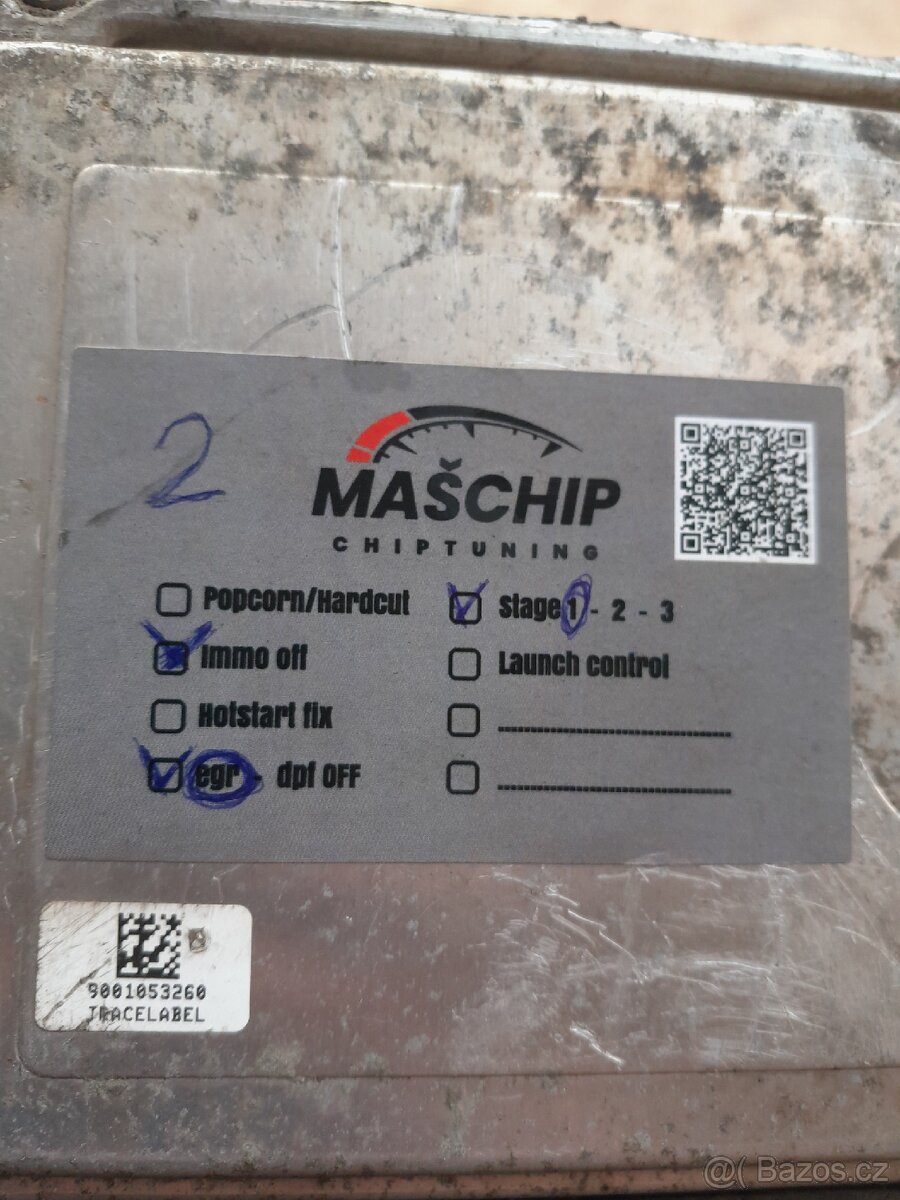 2
MAŠCHIP
CHIPTUNING
Popcorn/Hardcut
Immo off
Hotstart fix
egr - dpf OFF
stage 1 - 2 - 3
Launch control
9001053260
TRACELABEL
@( Bazos.cz